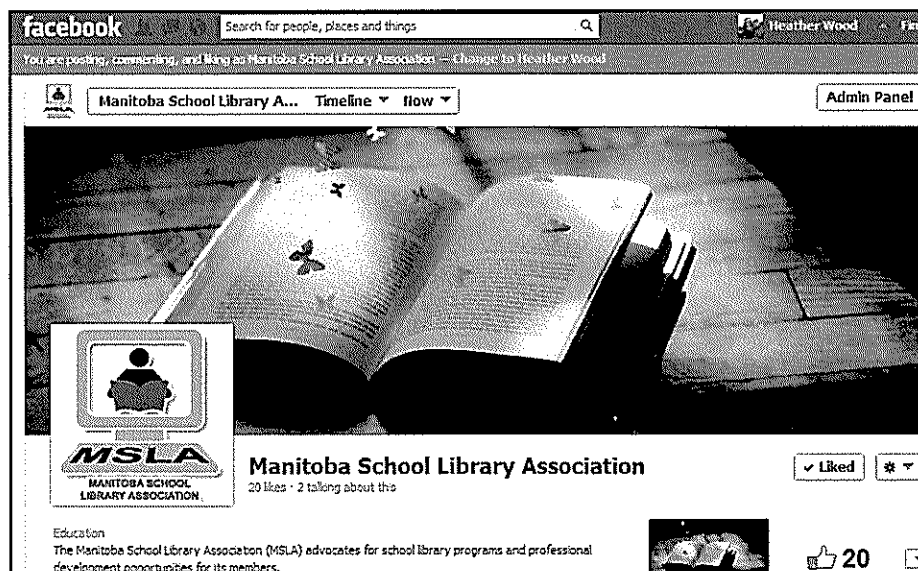 facebook Search for people, places and things Heather Wood
You are posting, commenting, and liking as Manitoba School Library Association – Change to Heather Wood
Manitoba School Library A... Timeline Now Admin Panel
MSLA
MANITOBA SCHOOL
LIBRARY ASSOCIATION
Manitoba School Library Association
20 likes · 2 talking about this
Liked
Education
The Manitoba School Library Association (MSLA) advocates for school library programs and professional
development opportunities for its members.
20